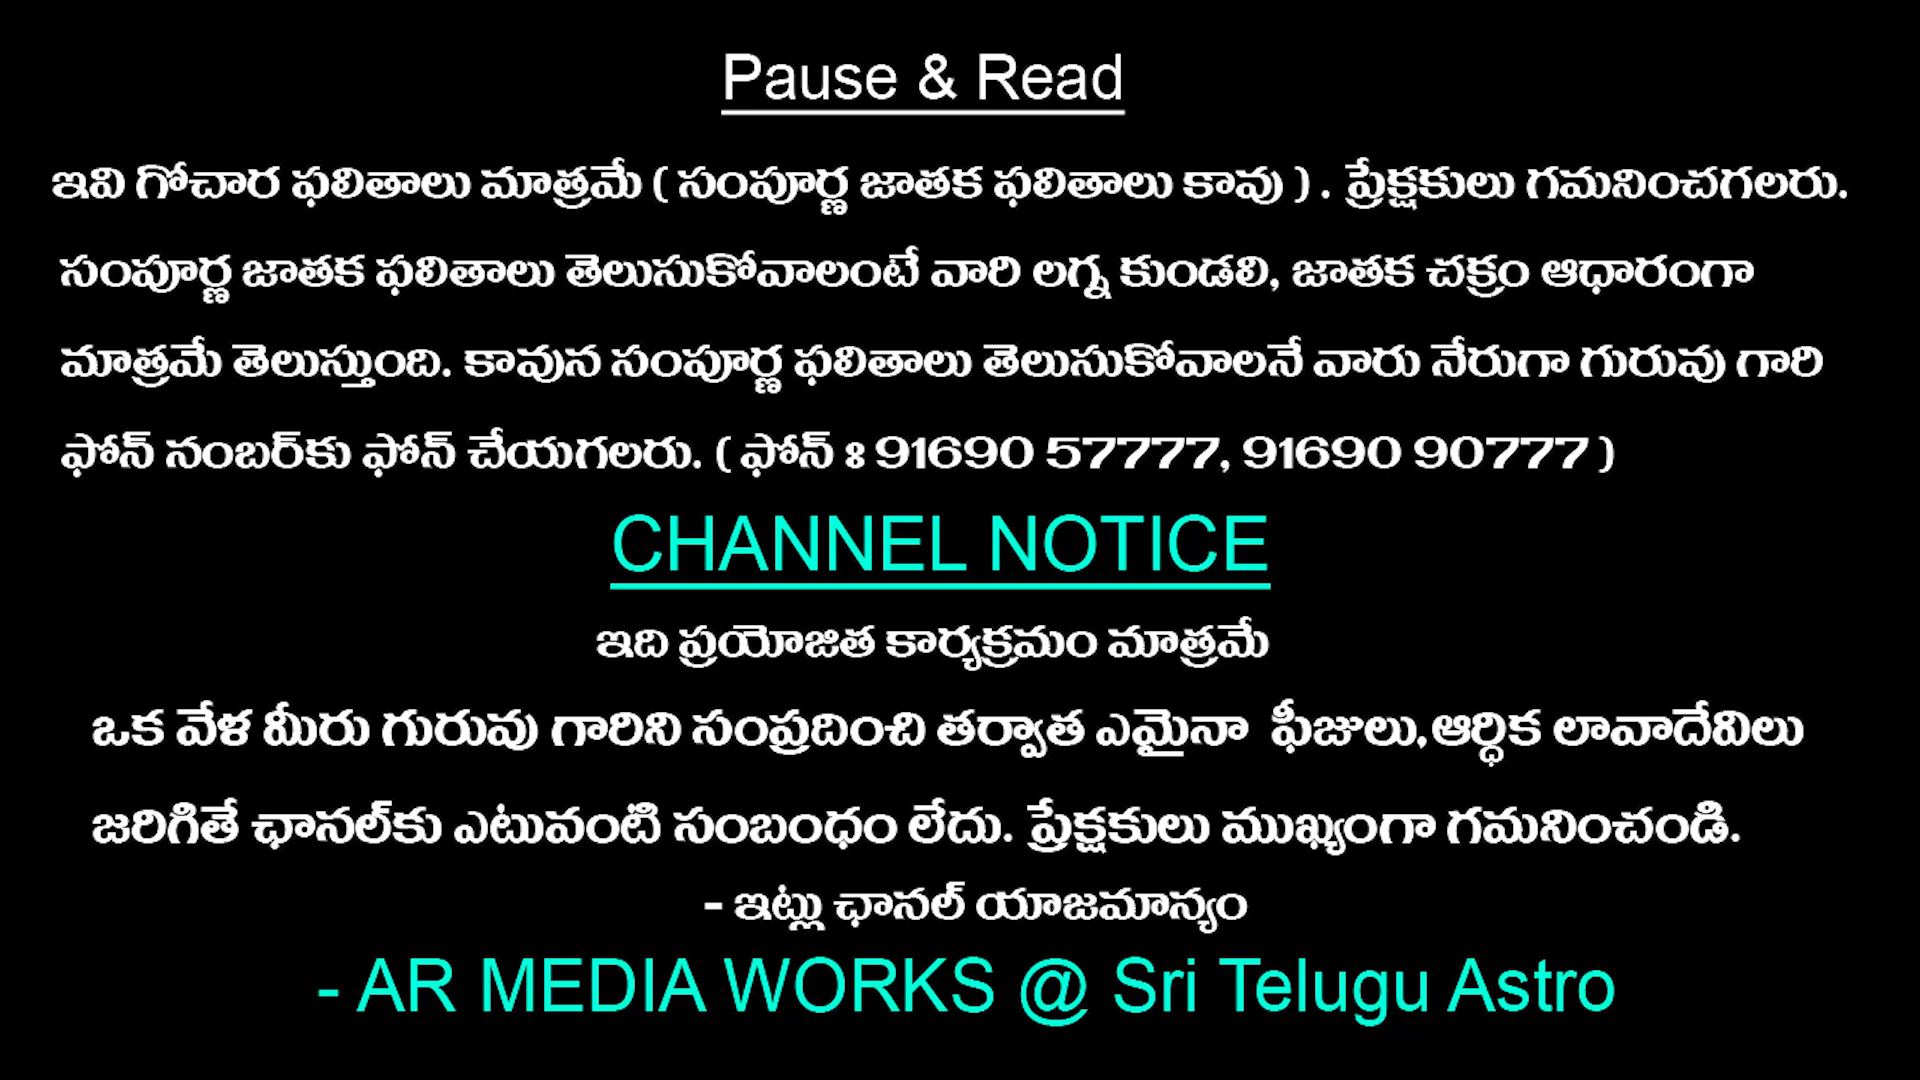 Pause & Read
ఇవి గోచార ఫలితాలు మాత్రమే ( సంపూర్ణ జాతక ఫలితాలు కావు ) . ప్రేక్షకులు గమనించగలరు.
సంపూర్ణ జాతక ఫలితాలు తెలుసుకోవాలంటే వారి లగ్న కుండలి, జాతక చక్రం ఆధారంగా
మాత్రమే తెలుస్తుంది. కావున సంపూర్ణ ఫలితాలు తెలుసుకోవాలనే వారు నేరుగా గురువు గారి
ఫోన్ నంబర్‌కు ఫోన్ చేయగలరు. ( ఫోన్ : 91690 57777, 91690 90777 )
CHANNEL NOTICE
ఇది ప్రయోజిత కార్యక్రమం మాత్రమే
ఒక వేళ మీరు గురువు గారిని సంప్రదించి తర్వాత ఎమైనా ఫీజులు,ఆర్ధిక లావాదేవిలు
జరిగితే ఛానల్‌కు ఎటువంటి సంబంధం లేదు. ప్రేక్షకులు ముఖ్యంగా గమనించండి.
- ఇట్లు ఛానల్ యాజమాన్యం
- AR MEDIA WORKS @ Sri Telugu Astro